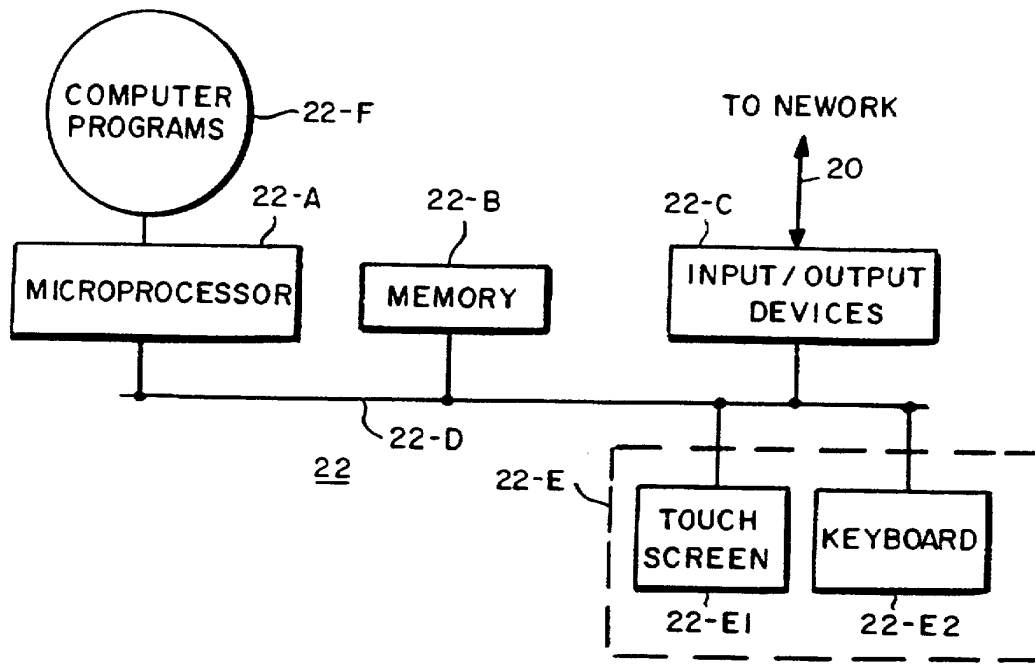 COMPUTER
PROGRAMS
22-F
TO NEWORK
20
22-A
22-B
22-C
MICROPROCESSOR
MEMORY
INPUT/OUTPUT
DEVICES
22-D
22
22-E
TOUCH
SCREEN
KEYBOARD
22-E1
22-E2